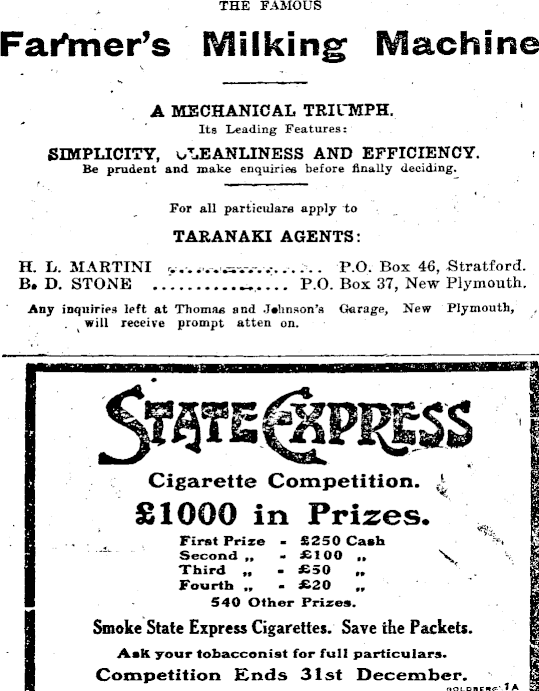 THE FAMOUS
Farmer's Milking Machine
A MECHANICAL TRIUMPH.
Its Leading Features:
SIMPLICITY, CLEANLINESS AND EFFICIENCY.
Be prudent and make enquiries before finally deciding.
For all particulars apply to
TARANAKI AGENTS:
H. L. MARTINI ..................... P.O. Box 46, Stratford.
B. D. STONE .................. P.O. Box 37, New Plymouth.
Any inquiries left at Thomas and Johnson's Garage, New Plymouth,
will receive prompt atten on.
STATE EXPRESS
Cigarette Competition.
£1000 in Prizes.
First Prize - £250 Cash
Second „ - £100 „
Third „ - £50 „
Fourth „ - £20 „
540 Other Prizes.
Smoke State Express Cigarettes. Save the Packets.
Ask your tobacconist for full particulars.
Competition Ends 31st December.
GOLDBERG 1A